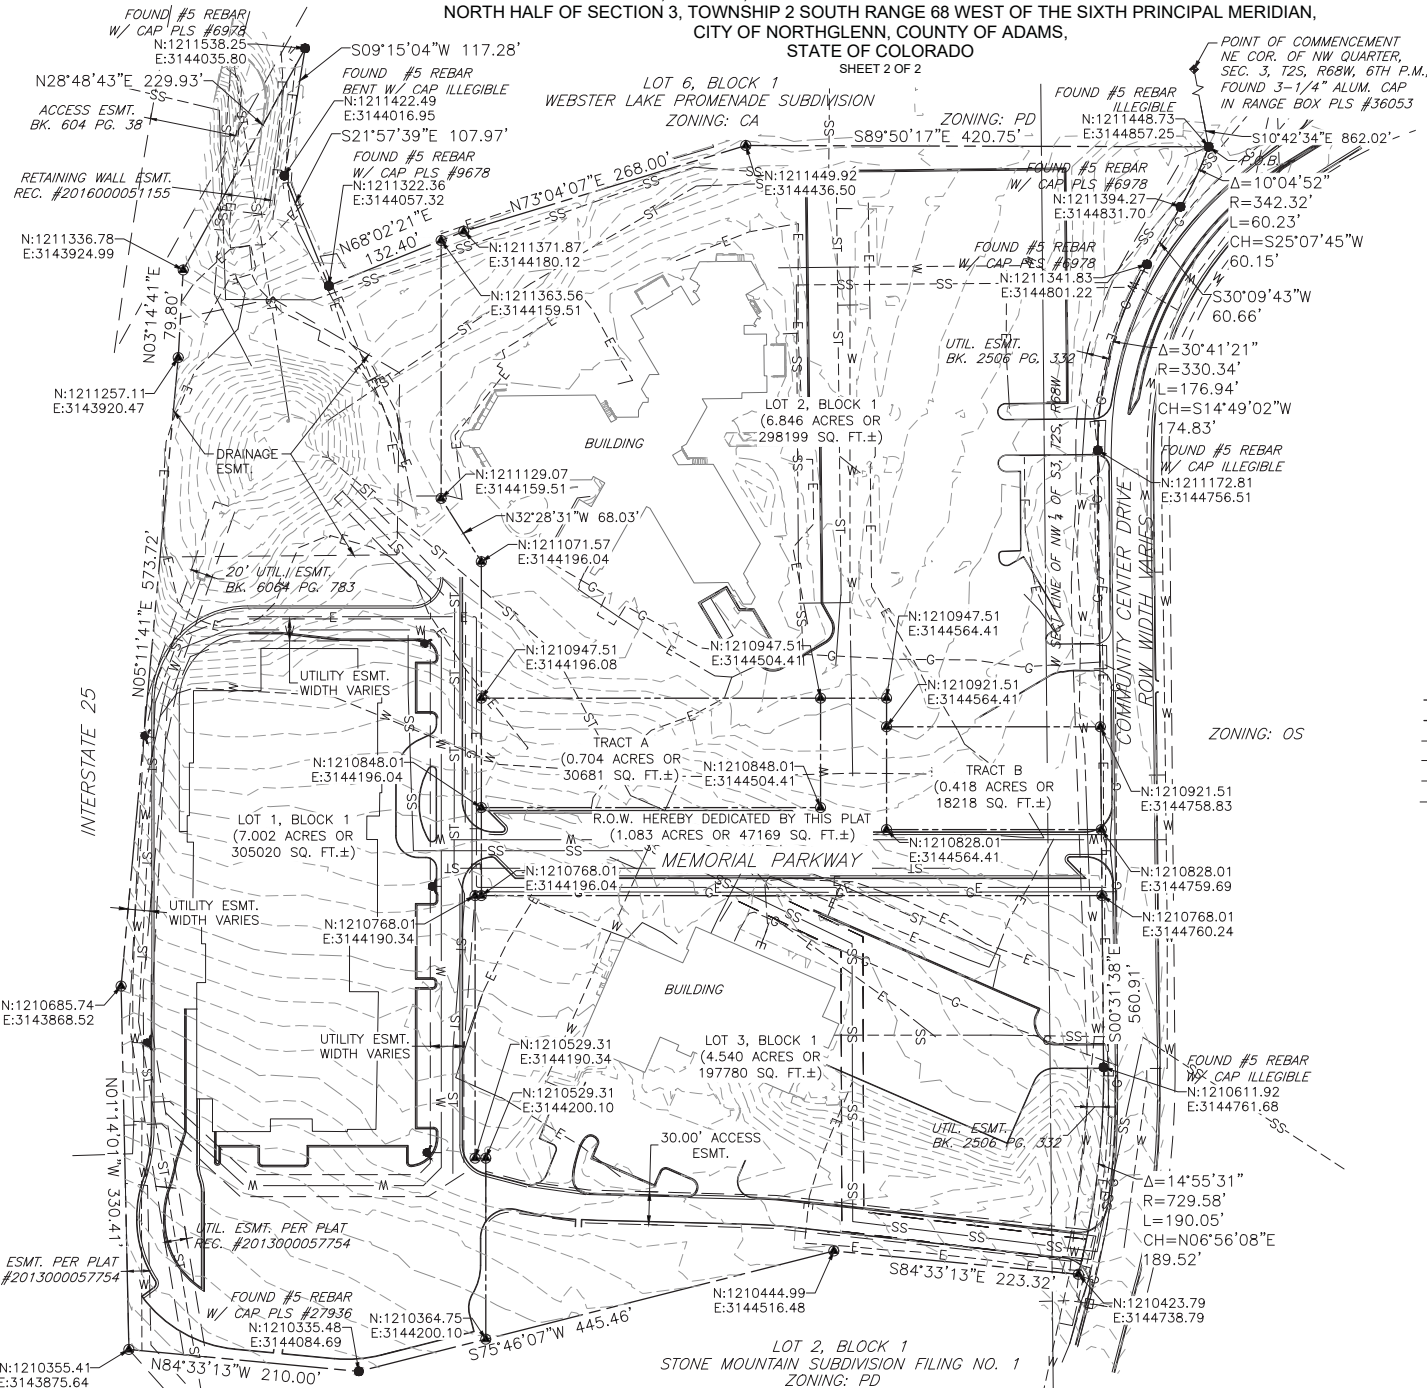 NORTH HALF OF SECTION 3, TOWNSHIP 2 SOUTH RANGE 68 WEST OF THE SIXTH PRINCIPAL MERIDIAN,
CITY OF NORTHGLENN, COUNTY OF ADAMS,
STATE OF COLORADO
SHEET 2 OF 2
FOUND #5 REBAR
W/ CAP PLS #6978
N:1211538.25
E:3144035.80
S09°15'04"W 117.28'
N28°48'43"E 229.93'
ACCESS ESMT.
BK. 604 PG. 38
FOUND #5 REBAR
BENT W/ CAP ILLEGIBLE
N:1211422.49
E:3144016.95
S21°57'39"E 107.97'
FOUND #5 REBAR
W/ CAP PLS #9678
N:1211322.36
E:3144057.32
RETAINING WALL ESMT.
REC. #2016000051155
LOT 6, BLOCK 1
WEBSTER LAKE PROMENADE SUBDIVISION
ZONING: CA
ZONING: PD
S89°50'17"E 420.75'
POINT OF COMMENCEMENT
NE COR. OF NW QUARTER,
SEC. 3, T2S, R68W, 6TH P.M.,
FOUND 3-1/4" ALUM. CAP
IN RANGE BOX PLS #36053
FOUND #5 REBAR
ILLEGIBLE
N:1211448.73
E:3144857.25
S10°42'34"E 862.02'
P.O.B.
FOUND #5 REBAR
W/ CAP PLS #6978
N:1211394.27
E:3144831.70
Δ=10°04'52"
R=342.32'
L=60.23'
CH=S25°07'45"W
60.15'
FOUND #5 REBAR
W/ CAP PLS #6978
N:1211341.83
E:3144801.22
S30°09'43"W
60.66'
N73°04'07"E 268.00'
N68°02'21"E
132.40'
N:1211449.92
E:3144436.50
N:1211371.87
E:3144180.12
N:1211363.56
E:3144159.51
N:1211336.78
E:3143924.99
N03°14'41"E
79.80'
N:1211257.11
E:3143920.47
UTIL. ESMT.
BK. 2506 PG. 332
Δ=30°41'21"
R=330.34'
L=176.94'
CH=S14°49'02"W
174.83'
LOT 2, BLOCK 1
(6.846 ACRES OR
298199 SQ. FT.±)
BUILDING
DRAINAGE
ESMT.
FOUND #5 REBAR
W/ CAP ILLEGIBLE
N:1211172.81
E:3144756.51
N:1211129.07
E:3144159.51
N32°28'31"W 68.03'
N:1211071.57
E:3144196.04
N05°11'41"E 573.72'
20' UTIL. ESMT.
BK. 6064 PG. 783
W SECT LINE OF NW ¼ OF S3, T2S, R68W
COMMUNITY CENTER DRIVE
ROW WIDTH VARIES
N:1210947.51
E:3144564.41
N:1210947.51
E:3144504.41
N:1210947.51
E:3144196.08
N:1210921.51
E:3144564.41
UTILITY ESMT.
WIDTH VARIES
INTERSTATE 25
ZONING: OS
TRACT A
(0.704 ACRES OR
30681 SQ. FT.±)
N:1210848.01
E:3144196.04
N:1210848.01
E:3144504.41
TRACT B
(0.418 ACRES OR
18218 SQ. FT.±)
N:1210921.51
E:3144758.83
LOT 1, BLOCK 1
(7.002 ACRES OR
305020 SQ. FT.±)
R.O.W. HEREBY DEDICATED BY THIS PLAT
(1.083 ACRES OR 47169 SQ. FT.±)
MEMORIAL PARKWAY
N:1210828.01
E:3144564.41
N:1210828.01
E:3144759.69
N:1210768.01
E:3144196.04
UTILITY ESMT.
WIDTH VARIES
N:1210768.01
E:3144190.34
N:1210768.01
E:3144760.24
S00°31'38"E
560.91'
BUILDING
N:1210685.74
E:3143868.52
UTILITY ESMT.
WIDTH VARIES
N:1210529.31
E:3144190.34
LOT 3, BLOCK 1
(4.540 ACRES OR
197780 SQ. FT.±)
N:1210529.31
E:3144200.10
FOUND #5 REBAR
W/ CAP ILLEGIBLE
N:1210611.92
E:3144761.68
N01°14'01"W 330.41'
30.00' ACCESS
ESMT.
UTIL. ESMT.
BK. 2506 PG. 332
Δ=14°55'31"
R=729.58'
L=190.05'
CH=N06°56'08"E
189.52'
UTIL. ESMT. PER PLAT
REC. #2013000057754
ESMT. PER PLAT
#2013000057754
S84°33'13"E 223.32'
FOUND #5 REBAR
W/ CAP PLS #27936
N:1210335.48
E:3144084.69
N:1210364.75
E:3144200.10
N:1210444.99
E:3144516.48
N:1210423.79
E:3144738.79
S75°46'07"W 445.46'
N:1210355.41
E:3143875.64
N84°33'13"W 210.00'
LOT 2, BLOCK 1
STONE MOUNTAIN SUBDIVISION FILING NO. 1
ZONING: PD